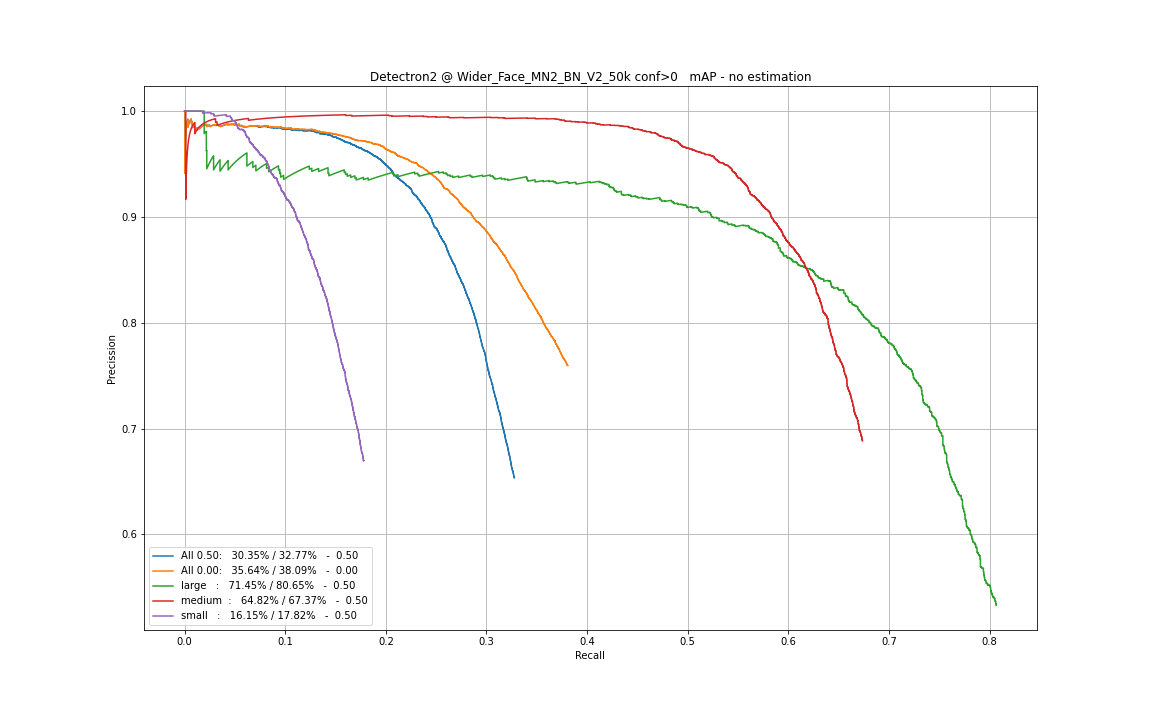 Detectron2 @ Wider_Face_MN2_BN_V2_50k conf>0   mAP - no estimation
1.0
0.9
0.8
0.7
0.6
Precission
All 0.50:   30.35% / 32.77%   -  0.50
All 0.00:   35.64% / 38.09%   -  0.00
large   :   71.45% / 80.65%   -  0.50
medium  :   64.82% / 67.37%   -  0.50
small   :   16.15% / 17.82%   -  0.50
0.0 0.1 0.2 0.3 0.4 0.5 0.6 0.7 0.8
Recall